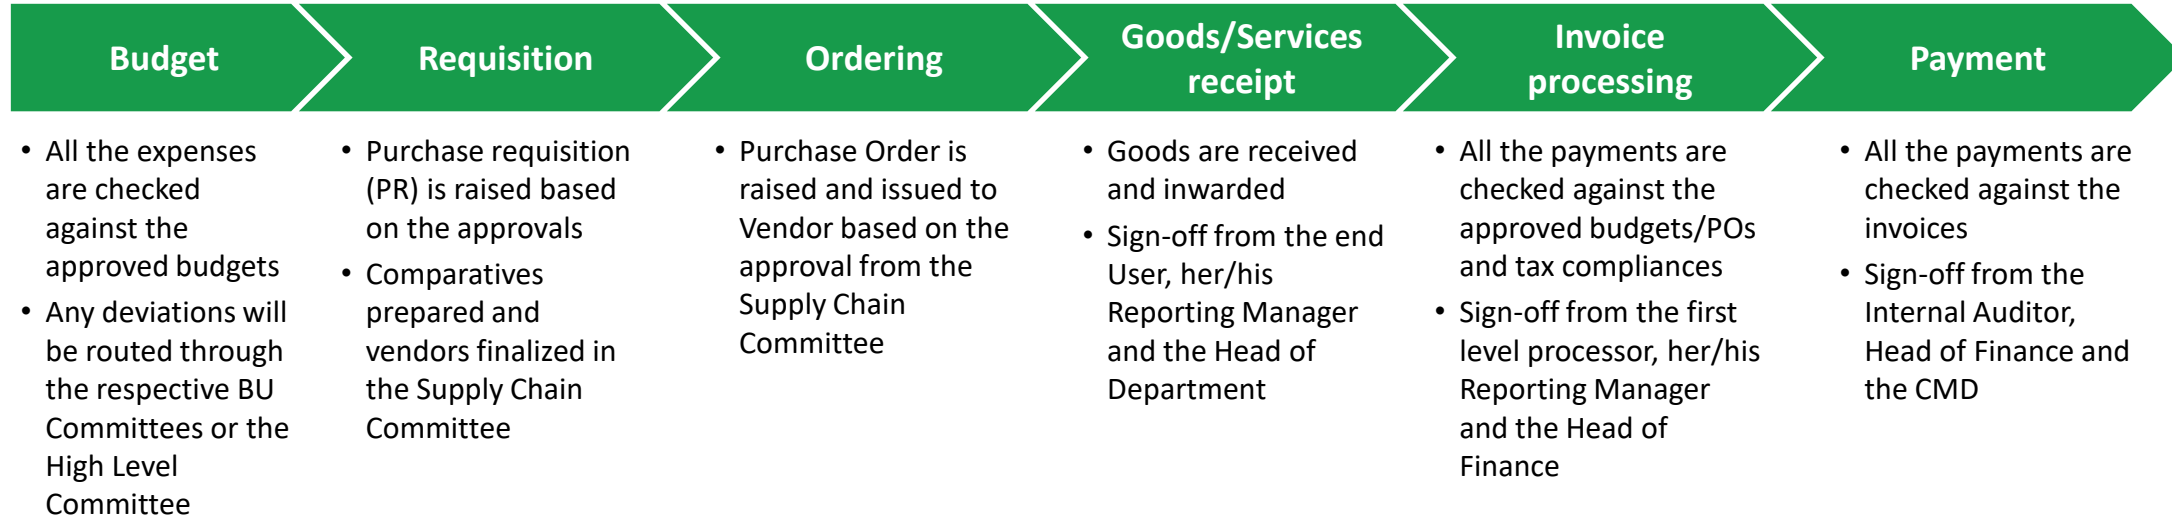 Budget
• All the expenses
are checked
against the
approved budgets
• Any deviations will
be routed through
the respective BU
Committees or the
High Level
Committee
Requisition
• Purchase requisition
(PR) is raised based
on the approvals
• Comparatives
prepared and
vendors finalized in
the Supply Chain
Committee
Ordering
• Purchase Order is
raised and issued to
Vendor based on the
approval from the
Supply Chain
Committee
Goods/Services
receipt
• Goods are received
and inwarded
• Sign-off from the end
User, her/his
Reporting Manager
and the Head of
Department
Invoice
processing
• All the payments are
checked against the
approved budgets/POs
and tax compliances
• Sign-off from the first
level processor, her/his
Reporting Manager
and the Head of
Finance
Payment
• All the payments are
checked against the
invoices
• Sign-off from the
Internal Auditor,
Head of Finance and
the CMD